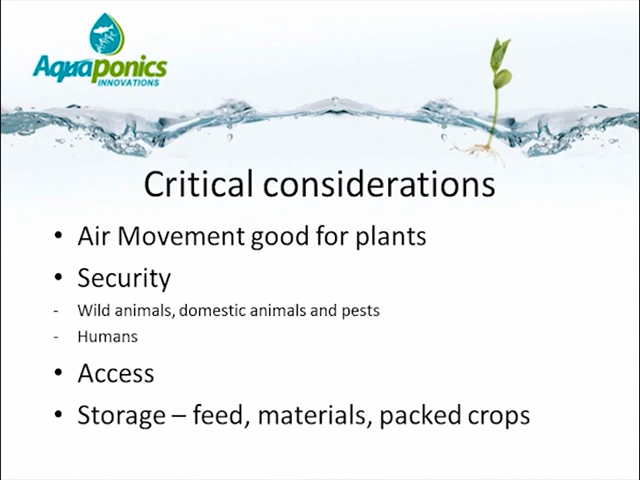 Aquaponics
INNOVATIONS
Critical considerations
• Air Movement good for plants
• Security
- Wild animals, domestic animals and pests
- Humans
• Access
• Storage – feed, materials, packed crops